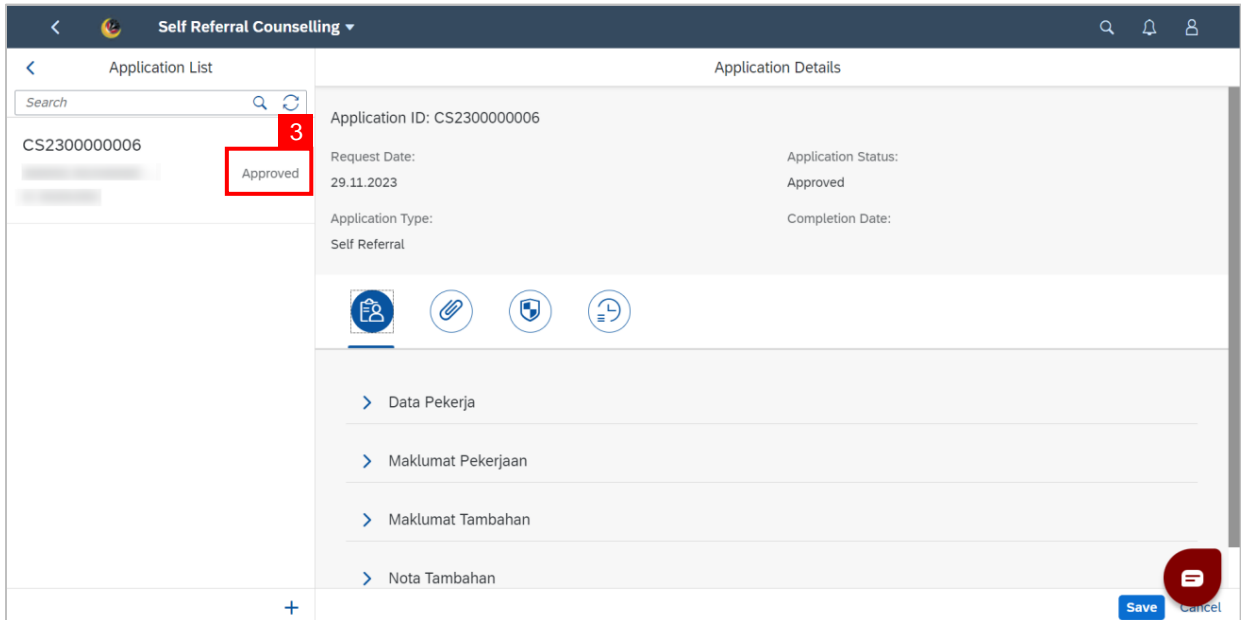 Self Referral Counselling
Application List
Application Details
Search
3
CS2300000006
Approved
Application ID: CS2300000006
Request Date:
Application Status:
29.11.2023
Approved
Application Type:
Completion Date:
Self Referral
Data Pekerja
Maklumat Pekerjaan
Maklumat Tambahan
Nota Tambahan
Save
Cancel